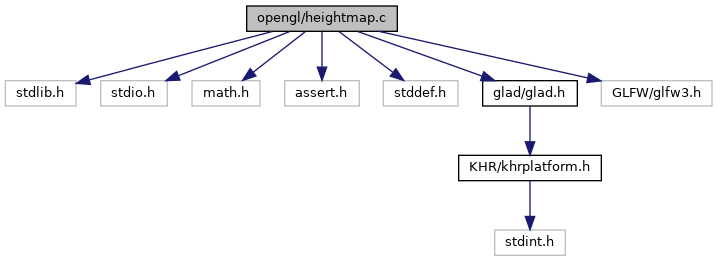 opengl/heightmap.c
stdlib.h
stdio.h
math.h
assert.h
stddef.h
glad/glad.h
GLFW/glfw3.h
KHR/khrplatform.h
stdint.h